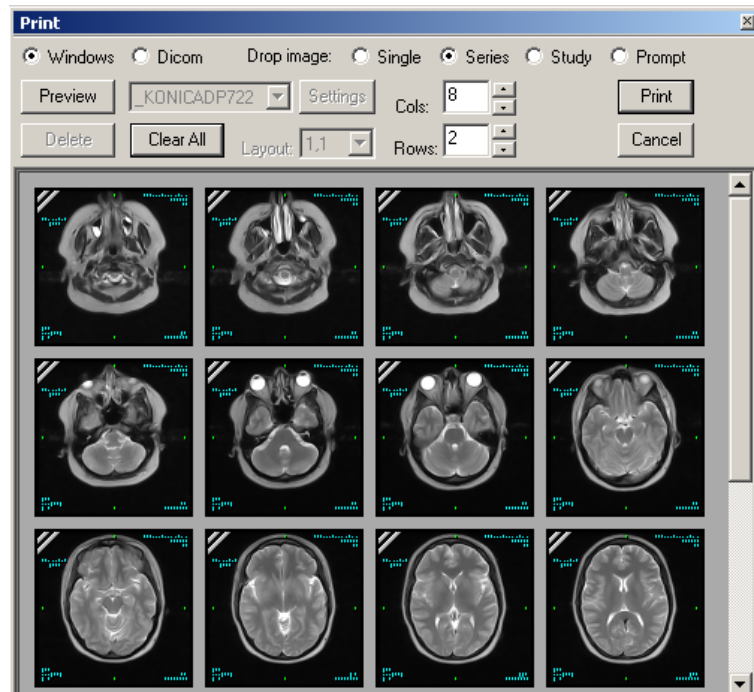 Print
Windows Dicom Drop image: Single Series Study Prompt
Preview _KONICADP722 Settings Cols: 8 Print
Delete Clear All Layout: 1,1 Rows: 2 Cancel